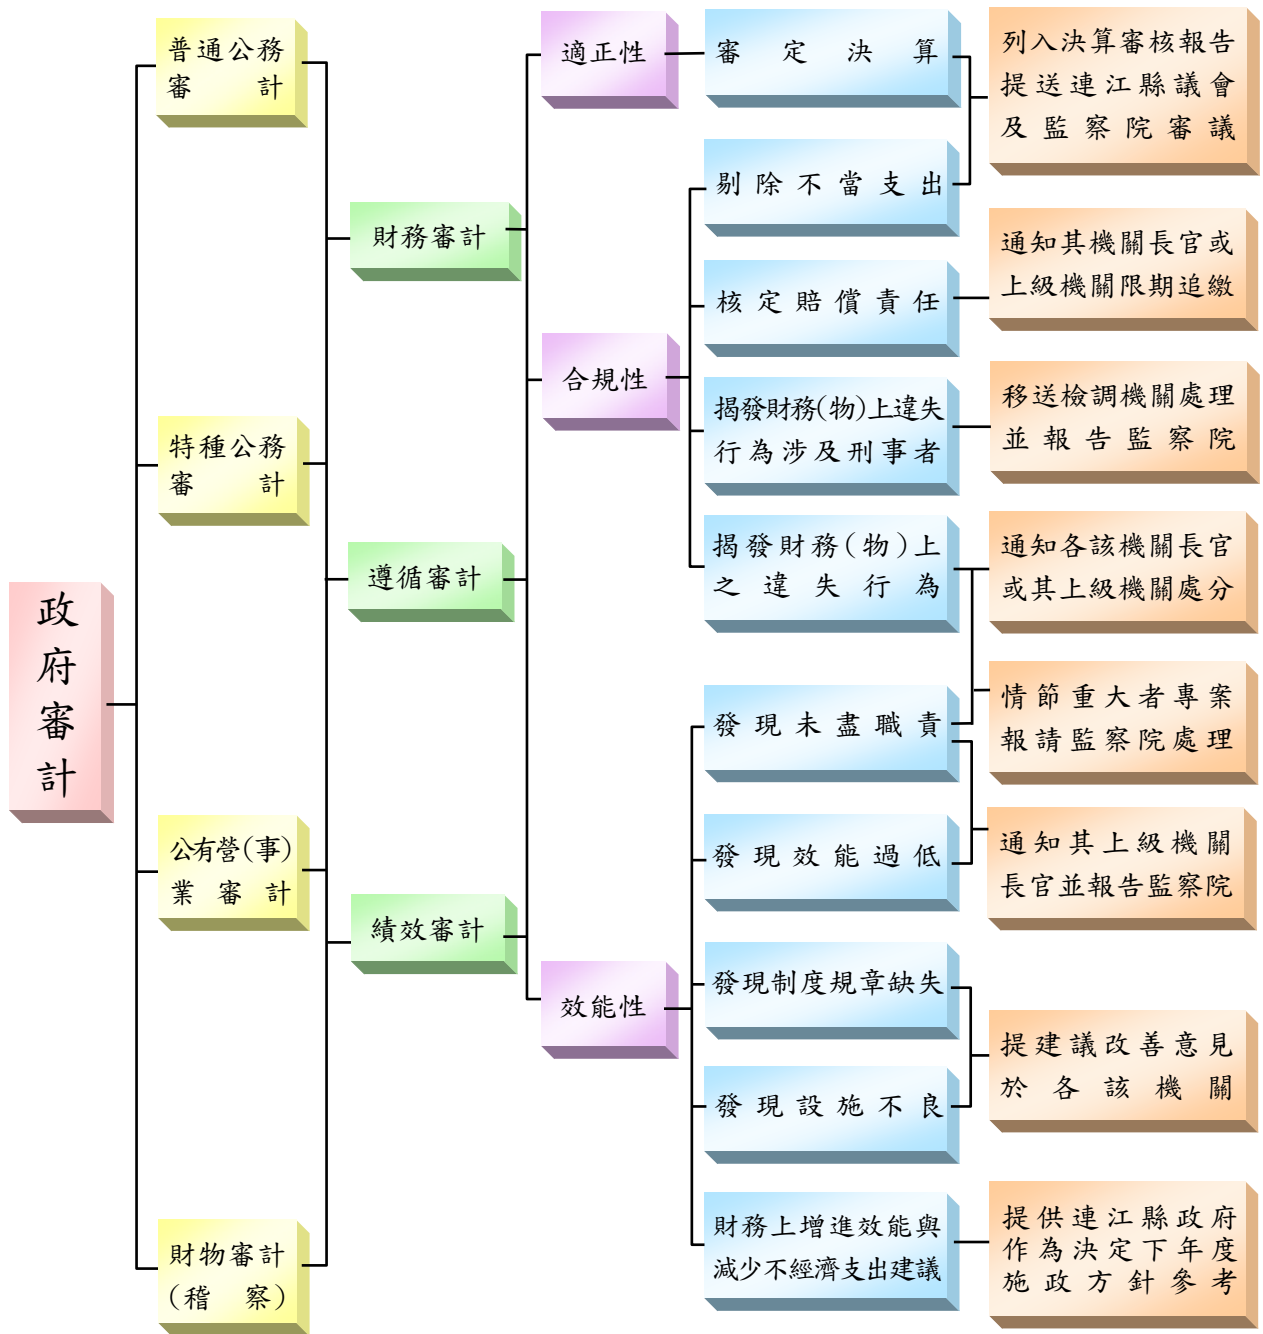 政府審計
普通公務
審計
特種公務
審計
公有營(事)
業審計
財物審計
(稽察)
財務審計
遵循審計
績效審計
適正性
合規性
效能性
審定決算
剔除不當支出
核定賠償責任
揭發財務(物)上違失
行為涉及刑事者
揭發財務(物)上
之違失行為
發現未盡職責
發現效能過低
發現制度規章缺失
發現設施不良
財務上增進效能與
減少不經濟支出建議
列入決算審核報告
提送連江縣議會
及監察院審議
通知其機關長官或
上級機關限期追繳
移送檢調機關處理
並報告監察院
通知各該機關長官
或其上級機關處分
情節重大者專案
報請監察院處理
通知其上級機關
長官並報告監察院
提建議改善意見
於各該機關
提供連江縣政府
作為決定下年度
施政方針參考